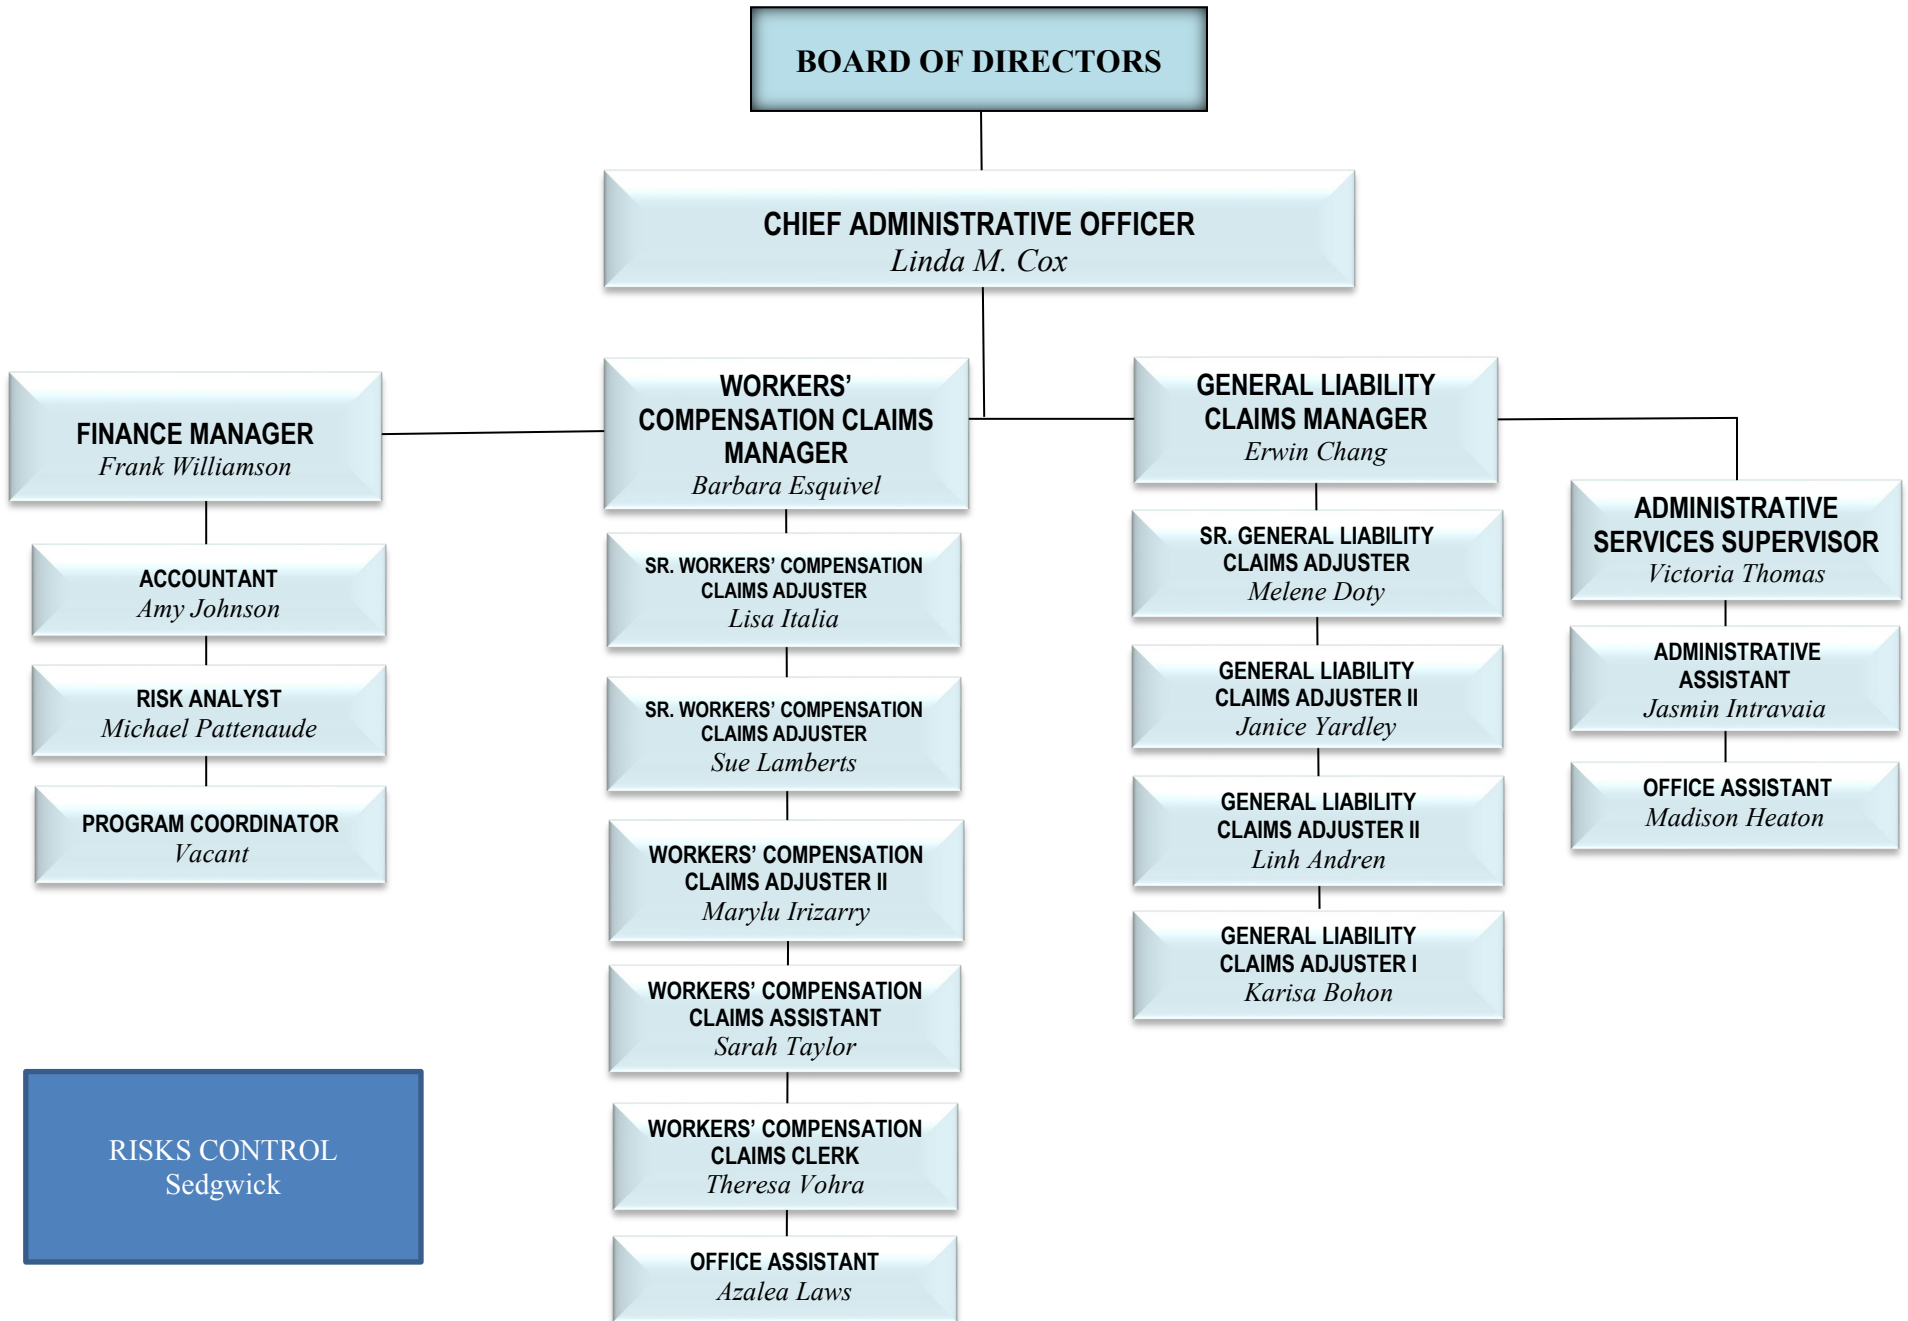 BOARD OF DIRECTORS
CHIEF ADMINISTRATIVE OFFICER
Linda M. Cox
FINANCE MANAGER
Frank Williamson
ACCOUNTANT
Amy Johnson
RISK ANALYST
Michael Pattenaude
PROGRAM COORDINATOR
Vacant
WORKERS’
COMPENSATION CLAIMS
MANAGER
Barbara Esquivel
SR. WORKERS’ COMPENSATION
CLAIMS ADJUSTER
Lisa Italia
SR. WORKERS’ COMPENSATION
CLAIMS ADJUSTER
Sue Lamberts
WORKERS’ COMPENSATION
CLAIMS ADJUSTER II
Marylu Irizarry
WORKERS’ COMPENSATION
CLAIMS ASSISTANT
Sarah Taylor
WORKERS’ COMPENSATION
CLAIMS CLERK
Theresa Vohra
OFFICE ASSISTANT
Azalea Laws
GENERAL LIABILITY
CLAIMS MANAGER
Erwin Chang
SR. GENERAL LIABILITY
CLAIMS ADJUSTER
Melene Doty
GENERAL LIABILITY
CLAIMS ADJUSTER II
Janice Yardley
GENERAL LIABILITY
CLAIMS ADJUSTER II
Linh Andren
GENERAL LIABILITY
CLAIMS ADJUSTER I
Karisa Bohon
ADMINISTRATIVE
SERVICES SUPERVISOR
Victoria Thomas
ADMINISTRATIVE
ASSISTANT
Jasmin Intravaia
OFFICE ASSISTANT
Madison Heaton
RISKS CONTROL
Sedgwick